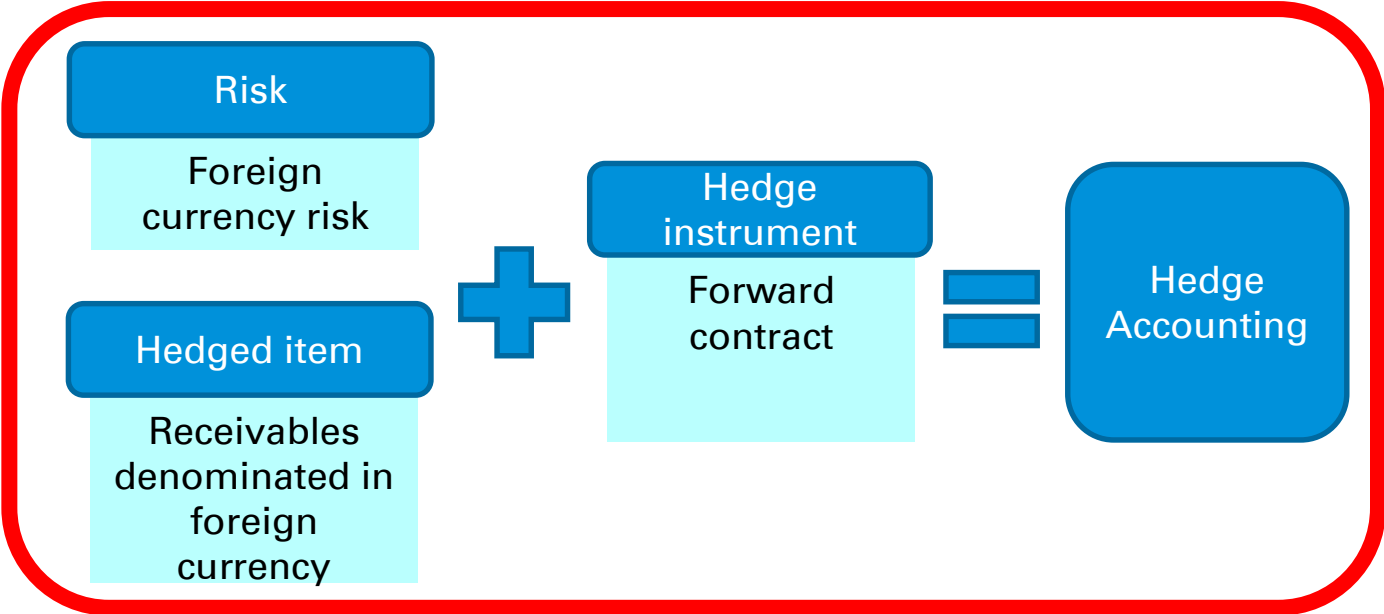 Risk
Foreign
currency risk
Hedged item
Receivables
denominated in
foreign
currency
Hedge
instrument
Forward
contract
Hedge
Accounting